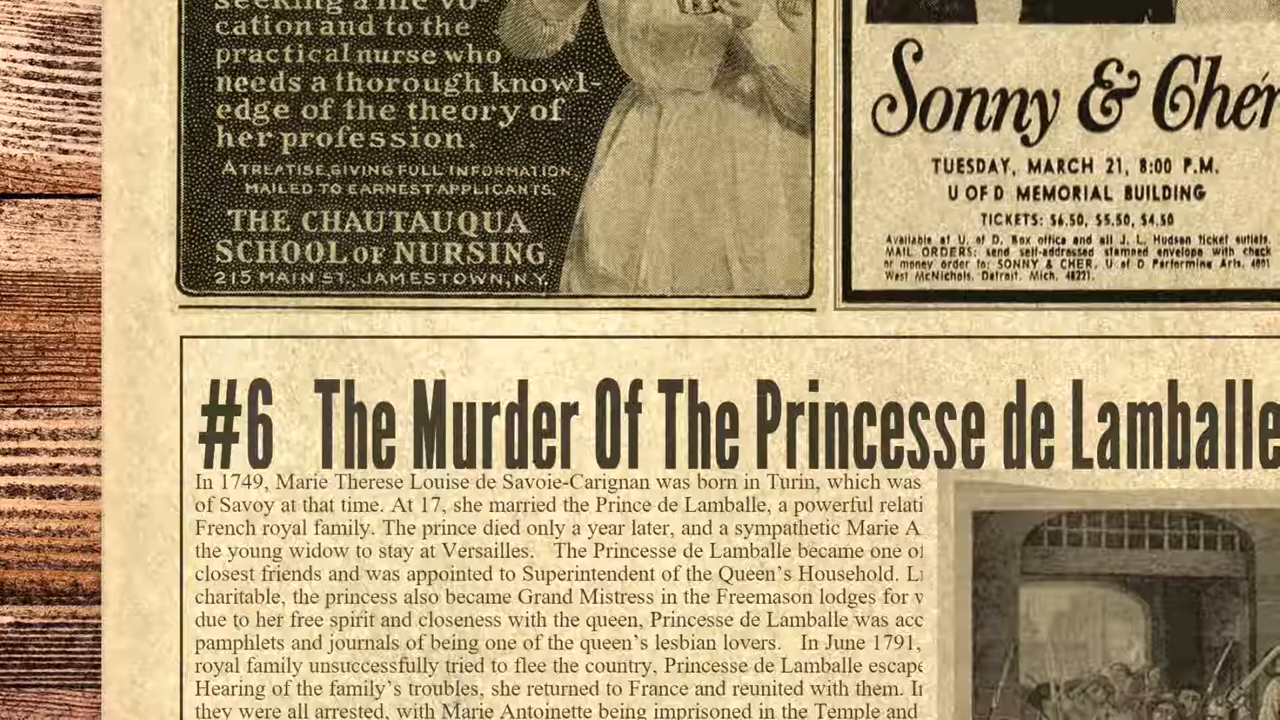 seeking a life vo-
cation and to the
practical nurse who
needs a thorough knowl-
edge of the theory of
her profession.
A TREATISE GIVING FULL INFORMATION
MAILED TO EARNEST APPLICANTS.
THE CHAUTAUQUA
SCHOOL OF NURSING
215 MAIN ST. JAMESTOWN, N.Y.
Sonny & Chér
TUESDAY, MARCH 21, 8:00 P.M.
U OF D MEMORIAL BUILDING
TICKETS: $6.50, $5.50, $4.50
Available at U. of D. Box office and all J. L. Hudson ticket outlets.
MAIL ORDERS: send self-addressed stamped envelope with check
or money order to: SONNY & CHER, U of D Performing Arts, 4001
West McNichols, Detroit, Mich. 48221.
#6 The Murder Of The Princesse de Lamballe
In 1749, Marie Therese Louise de Savoie-Carignan was born in Turin, which was
of Savoy at that time. At 17, she married the Prince de Lamballe, a powerful relati
French royal family. The prince died only a year later, and a sympathetic Marie A
the young widow to stay at Versailles. The Princesse de Lamballe became one of
closest friends and was appointed to Superintendent of the Queen's Household. Li
charitable, the princess also became Grand Mistress in the Freemason lodges for
due to her free spirit and closeness with the queen, Princesse de Lamballe was acc
pamphlets and journals of being one of the queen's lesbian lovers. In June 1791,
royal family unsuccessfully tried to flee the country, Princesse de Lamballe escape
Hearing of the family's troubles, she returned to France and reunited with them. I
they were all arrested, with Marie Antoinette being imprisoned in the Temple and